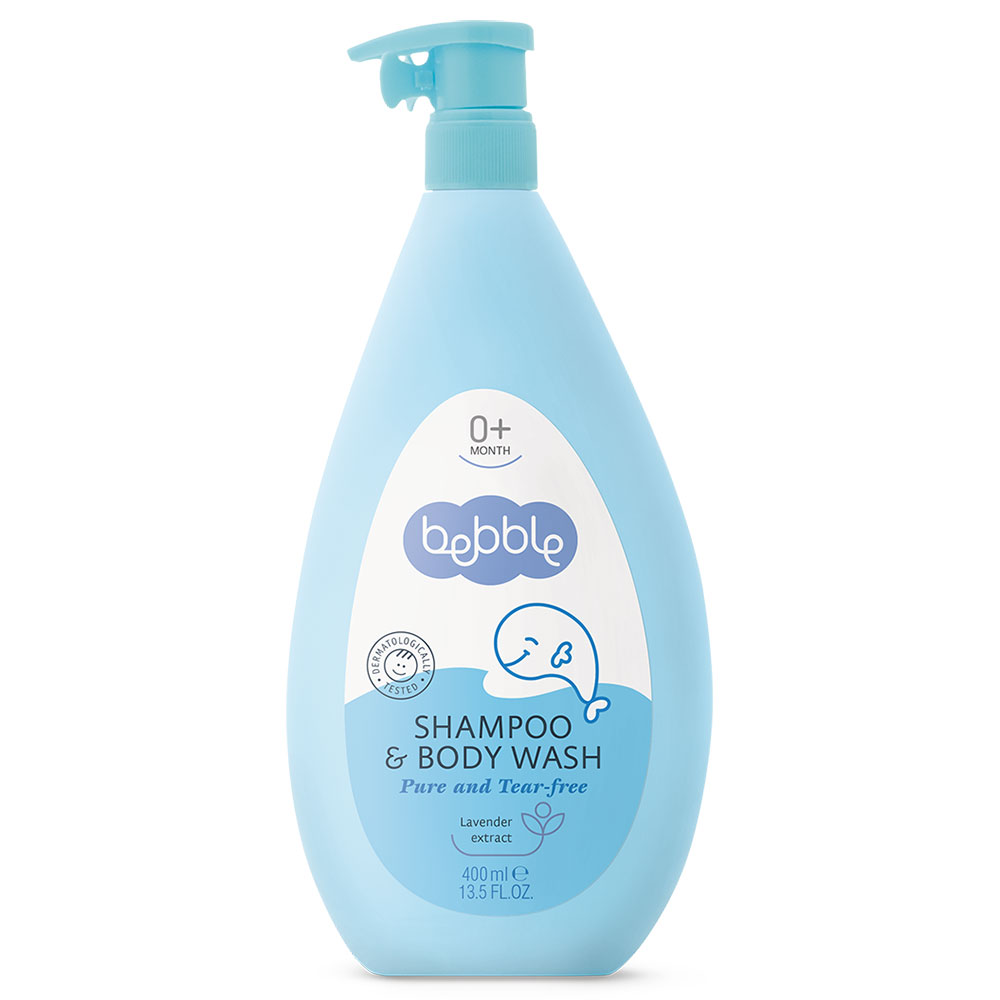 0+
MONTH
bebble
DERMATOLOGICALLY
TESTED
SHAMPOO
& BODY WASH
Pure and Tear-free
Lavender
extract
400 ml ℮
13.5 FL.OZ.